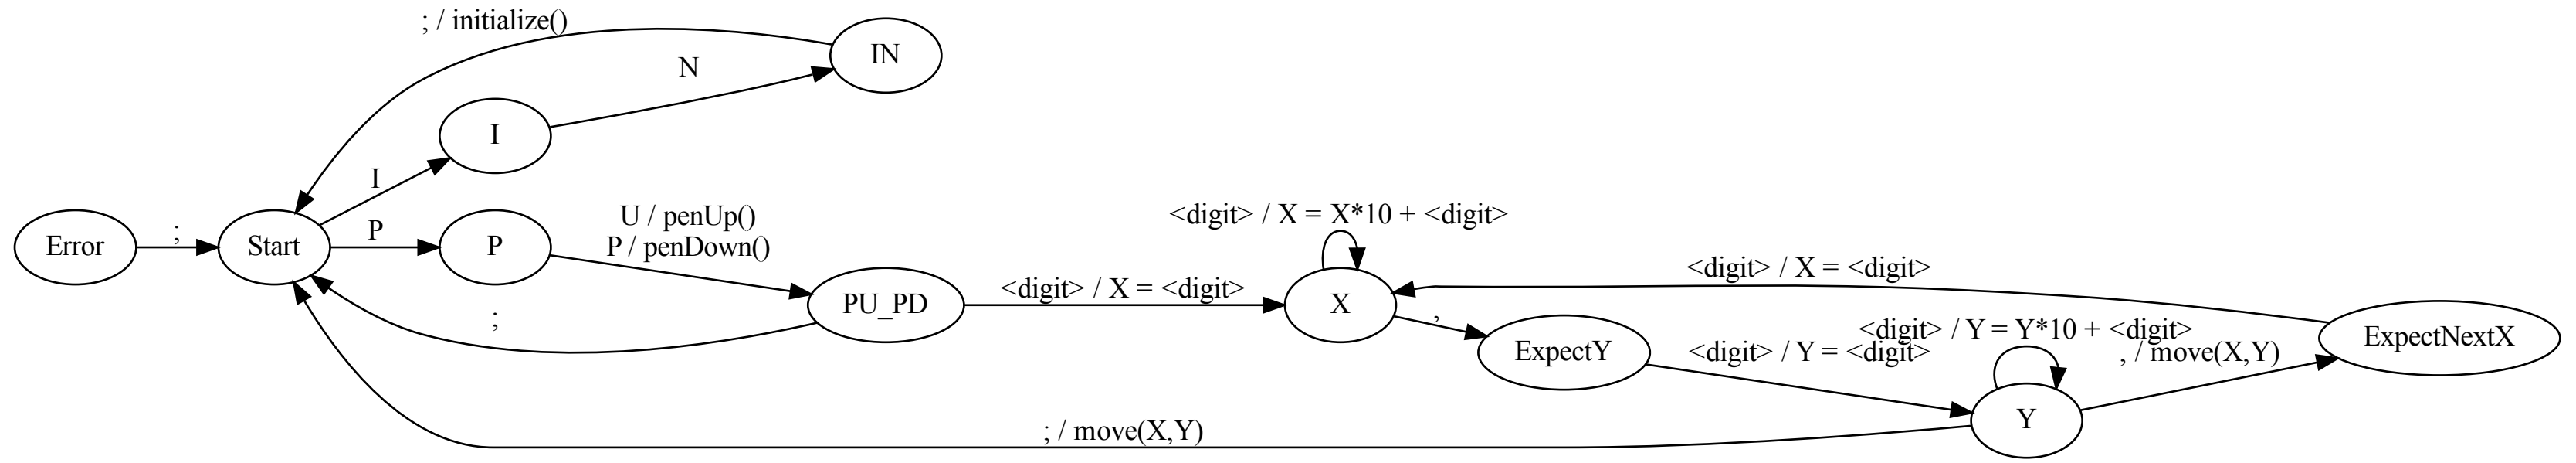 ; / initialize()
IN
N
I
I
Error
;
Start
P
P
U / penUp()
P / penDown()
;
PU_PD
<digit> / X = <digit>
<digit> / X = X*10 + <digit>
X
,
<digit> / X = <digit>
ExpectY
<digit> / Y = <digit>
<digit> / Y = Y*10 + <digit>
Y
, / move(X,Y)
ExpectNextX
; / move(X,Y)